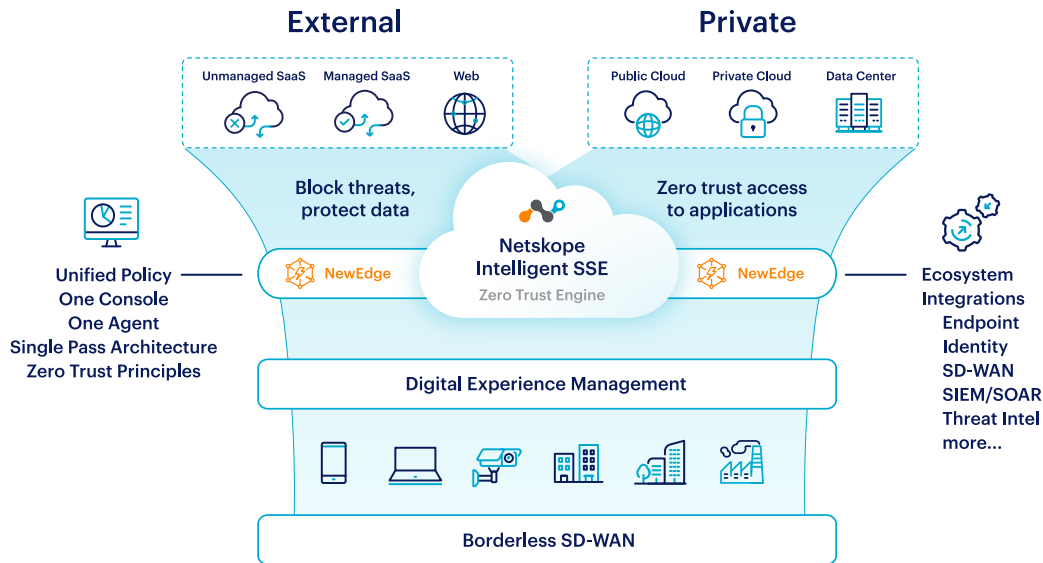 External
Private
Unmanaged SaaS
Managed SaaS
Web
Public Cloud
Private Cloud
Data Center
Block threats,
protect data
Zero trust access
to applications
Netskope
Intelligent SSE
Zero Trust Engine
NewEdge
NewEdge
Unified Policy
One Console
One Agent
Single Pass Architecture
Zero Trust Principles
Ecosystem
Integrations
Endpoint
Identity
SD-WAN
SIEM/SOAR
Threat Intel
more...
Digital Experience Management
Borderless SD-WAN